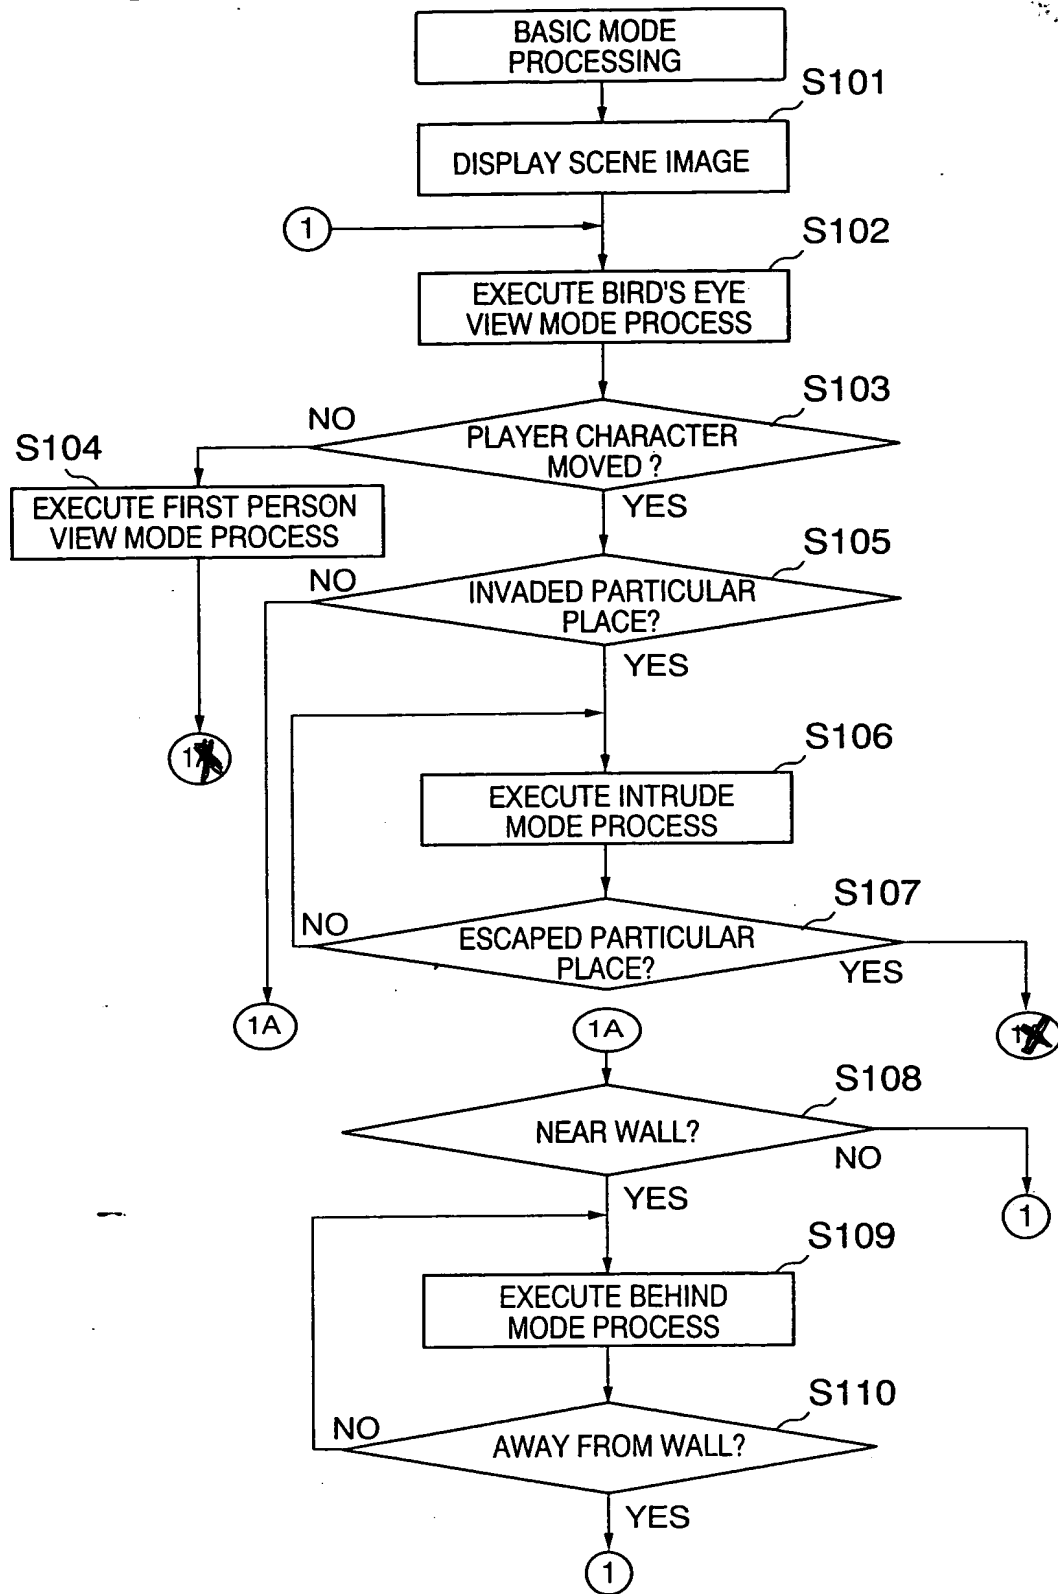 BASIC MODE
PROCESSING
S101
DISPLAY SCENE IMAGE
1
S102
EXECUTE BIRD'S EYE
VIEW MODE PROCESS
S103
NO
PLAYER CHARACTER
MOVED ?
S104
YES
EXECUTE FIRST PERSON
VIEW MODE PROCESS
S105
NO
INVADED PARTICULAR
PLACE?
YES
1
S106
EXECUTE INTRUDE
MODE PROCESS
S107
NO
ESCAPED PARTICULAR
PLACE?
YES
1A
1A
1
S108
NEAR WALL?
NO
YES
1
S109
EXECUTE BEHIND
MODE PROCESS
S110
NO
AWAY FROM WALL?
YES
1